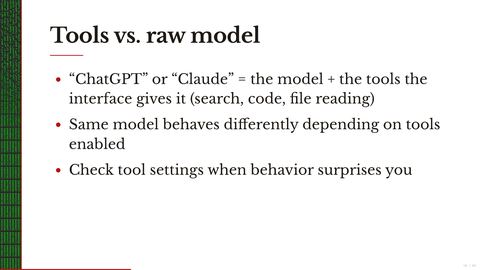 Tools vs. raw model
• “ChatGPT” or “Claude” = the model + the tools the
interface gives it (search, code, file reading)
• Same model behaves differently depending on tools
enabled
• Check tool settings when behavior surprises you